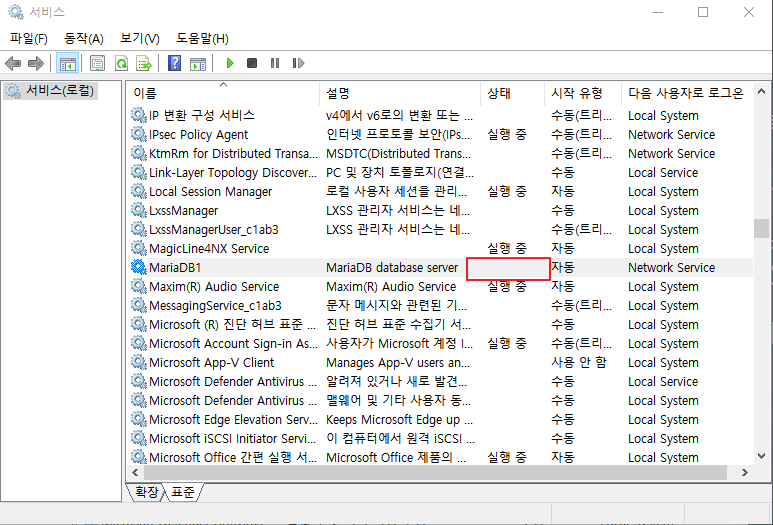 서비스
파일(F) 동작(A) 보기(V) 도움말(H)
서비스(로컬)
이름 설명 상태 시작 유형 다음 사용자로 로그온
IP 변환 구성 서비스 v4에서 v6로의 변환 또는 ... 수동(트리... Local System
IPsec Policy Agent 인터넷 프로토콜 보안(IPs... 실행 중 수동(트리... Network Service
KtmRm for Distributed Transa... MSDTC(Distributed Trans... 수동(트리... Network Service
Link-Layer Topology Discover... PC 및 장치 토폴로지(연결... 수동 Local Service
Local Session Manager 로컬 사용자 세션을 관리... 실행 중 자동 Local System
LxssManager LXSS 관리자 서비스는 네... 수동 Local System
LxssManagerUser_c1ab3 LXSS 관리자 서비스는 네... 수동(트리... Local System
MagicLine4NX Service 실행 중 자동 Local System
MariaDB1 MariaDB database server 자동 Network Service
Maxim(R) Audio Service Maxim(R) Audio Service 실행 중 자동 Local System
MessagingService_c1ab3 문자 메시지와 관련된 기... 수동(트리... Local System
Microsoft (R) 진단 허브 표준 ... 진단 허브 표준 수집기 서... 수동 Local System
Microsoft Account Sign-in As... 사용자가 Microsoft 계정 I... 실행 중 수동(트리... Local System
Microsoft App-V Client Manages App-V users an... 사용 안 함 Local System
Microsoft Defender Antivirus ... 알려져 있거나 새로 발견... 수동 Local Service
Microsoft Defender Antivirus ... 맬웨어 및 기타 사용자 동... 수동 Local System
Microsoft Edge Elevation Serv... Keeps Microsoft Edge up ... 수동 Local System
Microsoft iSCSI Initiator Servi... 이 컴퓨터에서 원격 iSCSI ... 수동 Local System
Microsoft Office 간편 실행 서... Microsoft Office 제품의 ... 실행 중 자동 Local System
확장 표준